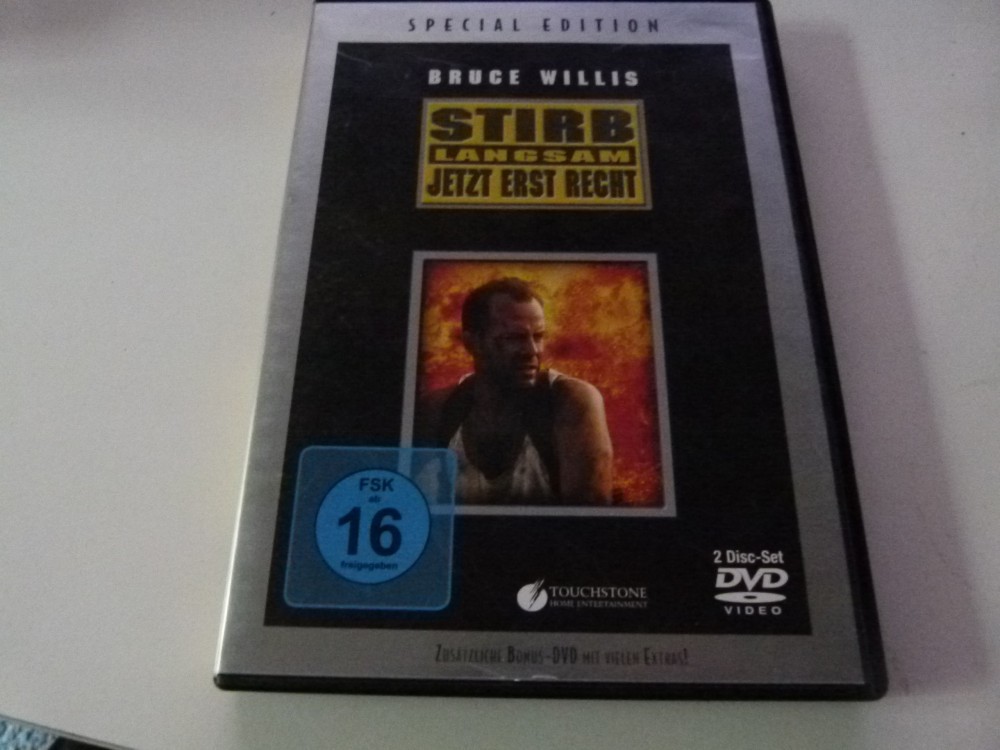 SPECIAL EDITION
BRUCE WILLIS
STIRB
LANGSAM
JETZT ERST RECHT
FSK
ab
16
freigegeben
2 Disc-Set
DVD
VIDEO
TOUCHSTONE
HOME ENTERTAINMENT
ZUSÄTZLICHE BONUS-DVD MIT VIELEN EXTRAS!